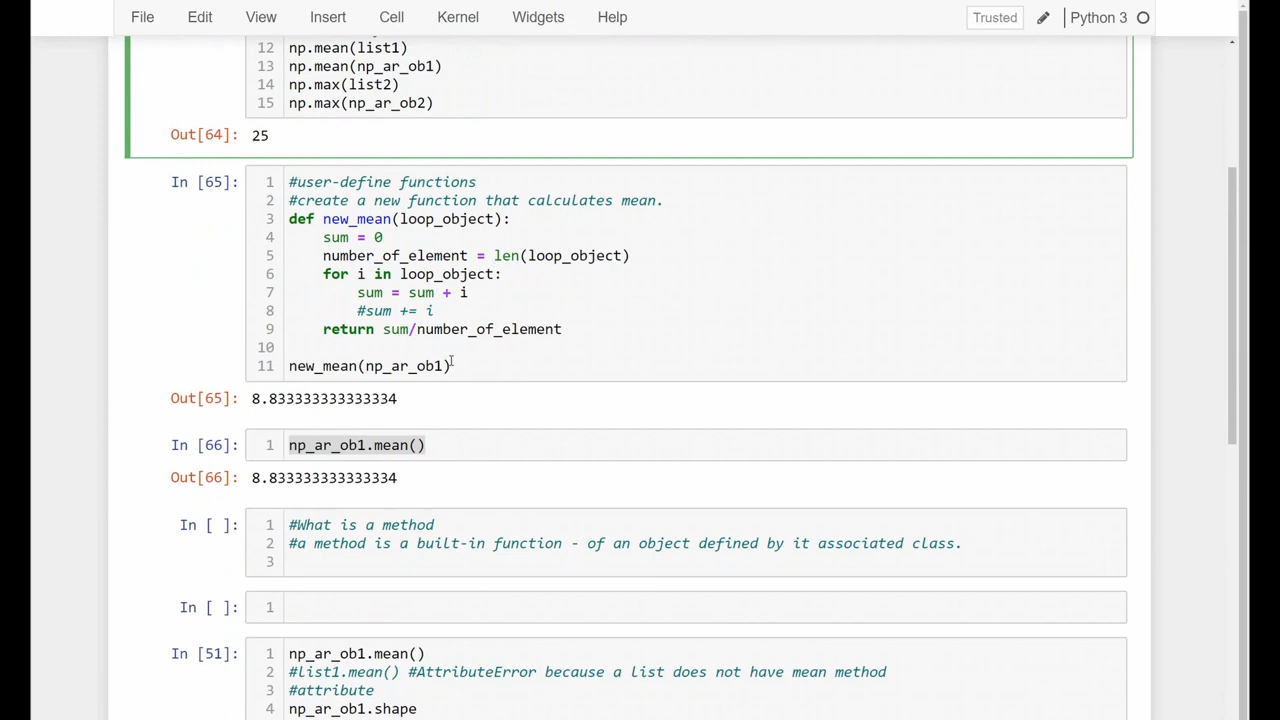 File Edit View Insert Cell Kernel Widgets Help Trusted Python 3
12 np.mean(list1)
13 np.mean(np_ar_ob1)
14 np.max(list2)
15 np.max(np_ar_ob2)
Out[64]: 25
In [65]: 1 #user-define functions
2 #create a new function that calculates mean.
3 def new_mean(loop_object):
4 sum = 0
5 number_of_element = len(loop_object)
6 for i in loop_object:
7 sum = sum + i
8 #sum += i
9 return sum/number_of_element
10
11 new_mean(np_ar_ob1)
Out[65]: 8.833333333333334
In [66]: 1 np_ar_ob1.mean()
Out[66]: 8.833333333333334
In [ ]: 1 #What is a method
2 #a method is a built-in function - of an object defined by it associated class.
3
In [ ]: 1
In [51]: 1 np_ar_ob1.mean()
2 #list1.mean() #AttributeError because a list does not have mean method
3 #attribute
4 np_ar_ob1.shape